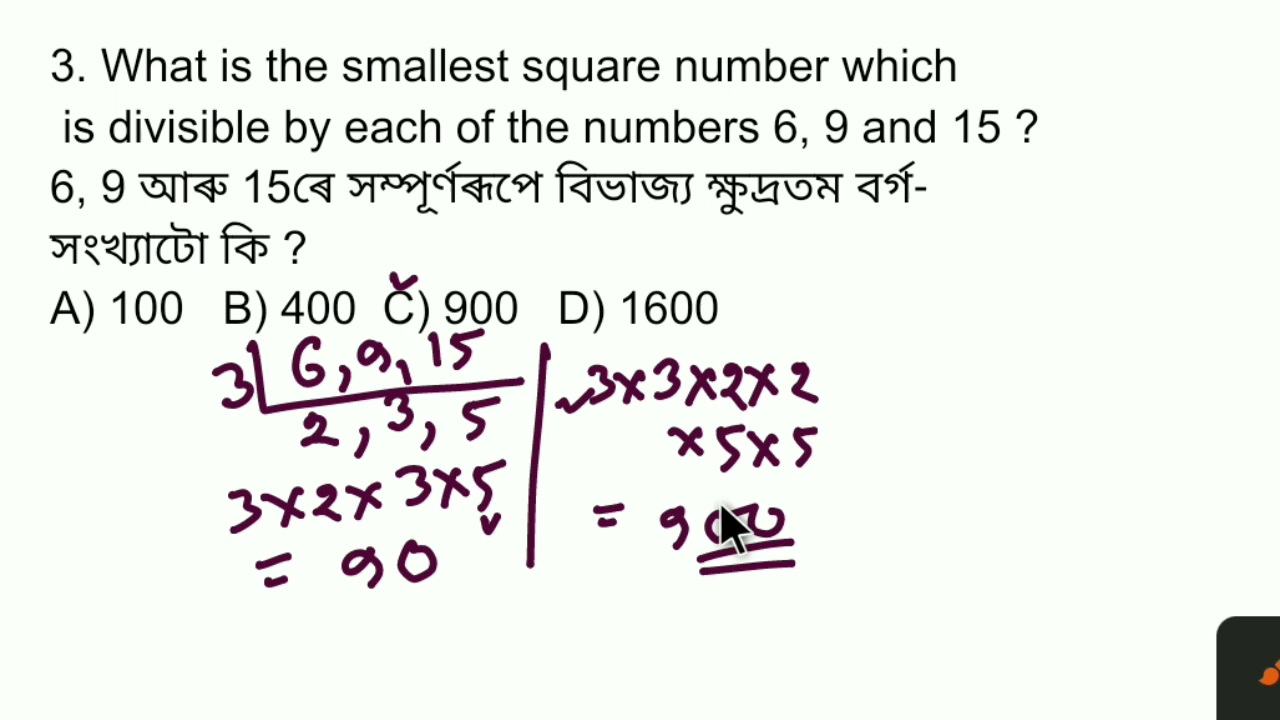 3. What is the smallest square number which
is divisible by each of the numbers 6, 9 and 15 ?
6, 9 আৰু 15ৰে সম্পূৰ্ণৰূপে বিভাজ্য ক্ষুদ্ৰতম বৰ্গ-
সংখ্যাটো কি ?
A) 100 B) 400 C) 900 D) 1600
3 6, 9, 15
2, 3, 5
3×2×3×5
= 90
3×3×2×2
×5×5
= 900